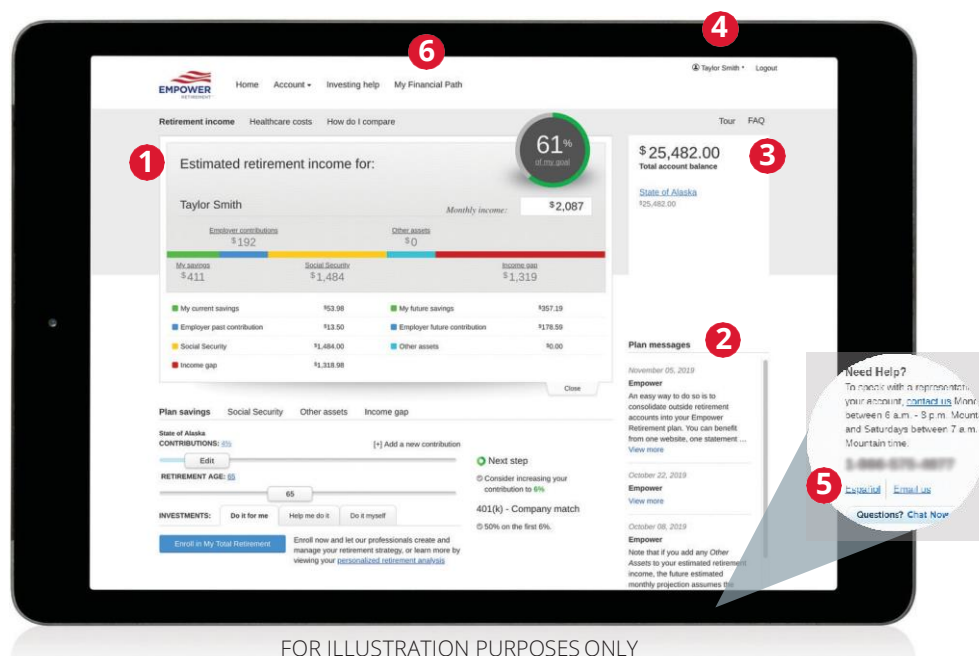 6
4
Taylor Smith
Logout
EMPOWER
RETIREMENT
Home
Account
Investing help
My Financial Path
Retirement income
Healthcare costs
How do I compare
Tour
FAQ
1
Estimated retirement income for:
61%
of my goal
$25,482.00
Total account balance
3
State of Alaska
$25,482.00
Taylor Smith
Monthly income:
$2,087
Employer contributions
$192
Other assets
$0
My savings
$411
Social Security
$1,484
Income gap
$1,319
My current savings $53.98
My future savings $357.19
Employer past contribution $13.50
Employer future contribution $178.59
Social Security $1,484.00
Other assets $0.00
Income gap $1,318.98
Close
2
Plan messages
November 05, 2019
Empower
An easy way to do so is to
consolidate outside retirement
accounts into your Empower
Retirement plan. You can benefit
from one website, one statement ...
View more
October 22, 2019
Empower
View more
October 08, 2019
Empower
Note that if you add any Other
Assets to your estimated retirement
income, the future estimated
monthly projection assumes the
Plan savings
Social Security
Other assets
Income gap
State of Alaska
CONTRIBUTIONS:
[+] Add a new contribution
Edit
RETIREMENT AGE: 65
65
INVESTMENTS:
Do it for me
Help me do it
Do it myself
Enroll in My Total Retirement
Enroll now and let our professionals create and
manage your retirement strategy, or learn more by
viewing your personalized retirement analysis
Next step
Consider increasing your
contribution to 6%
401(k) - Company match
50% on the first 6%.
Need Help?
To speak with a
your account, contact us
between 6 a.m. - 8 p.m.
and Saturdays between 7 a.m.
Mountain time.
5
Español
Email us
Questions? Chat Now
FOR ILLUSTRATION PURPOSES ONLY